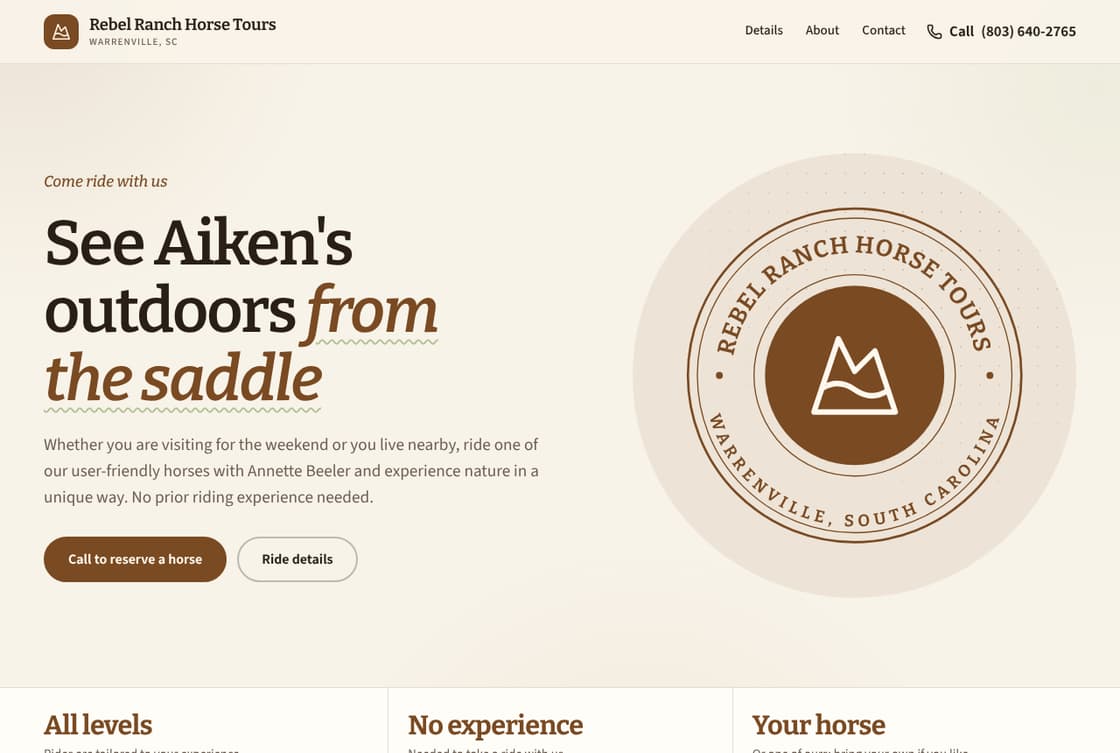 Rebel Ranch Horse Tours
WARRENVILLE, SC
Details
About
Contact
Call (803) 640-2765
Come ride with us
See Aiken's
outdoors from
the saddle
Whether you are visiting for the weekend or you live nearby, ride one of
our user-friendly horses with Annette Beeler and experience nature in a
unique way. No prior riding experience needed.
Call to reserve a horse
Ride details
REBEL RANCH HORSE TOURS
WARRENVILLE, SOUTH CAROLINA
All levels
No experience
Your horse